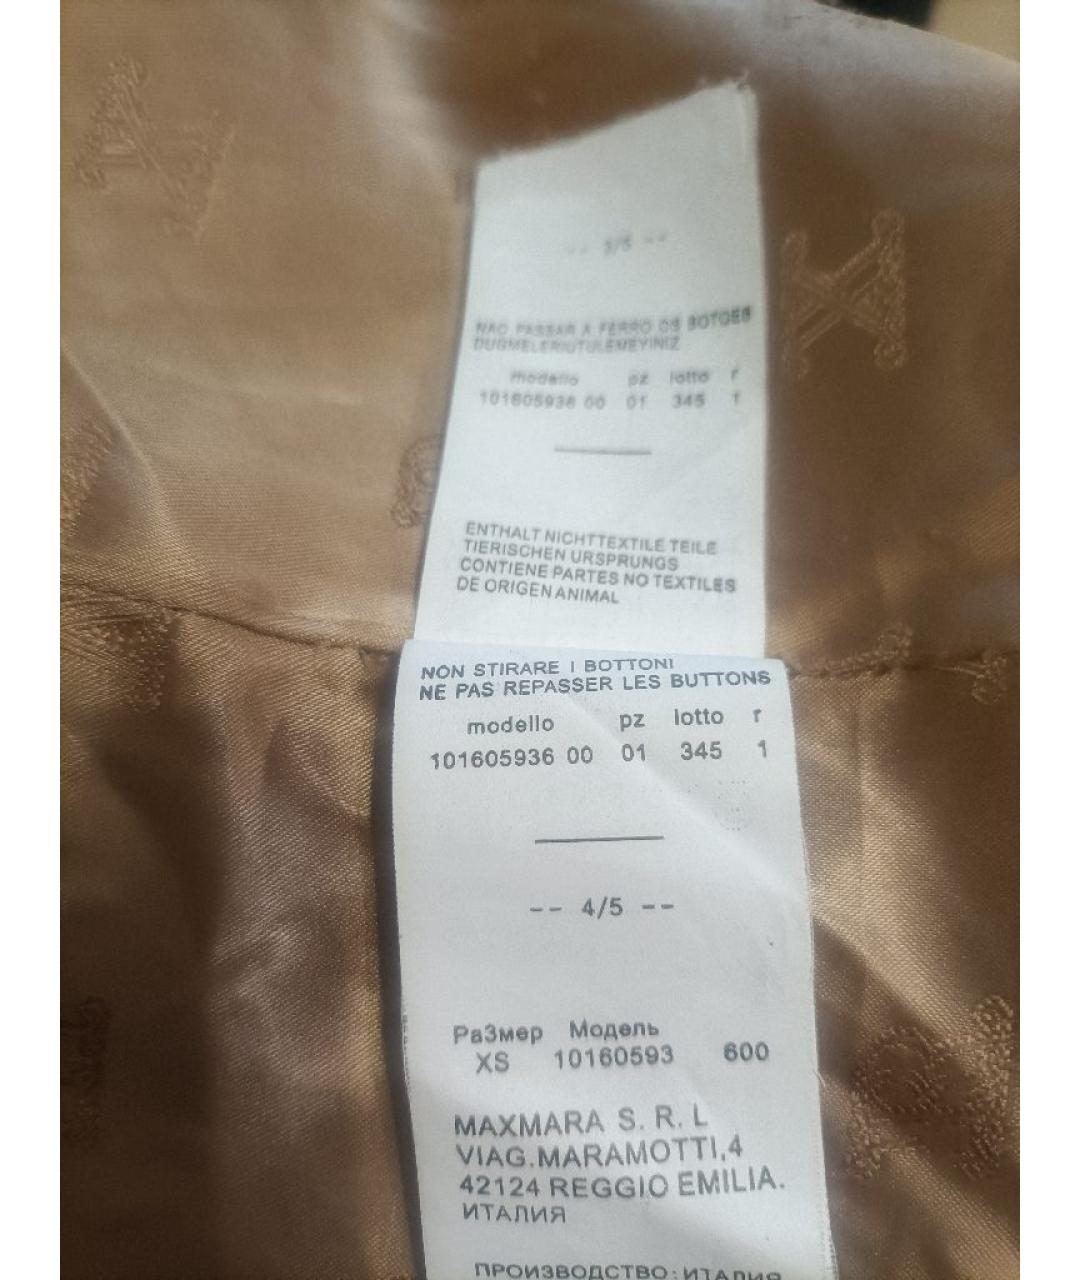 -- 3/5 --
NAO PASSAR A FERRO OS BOTOES
DUGMELERIUTULEMEYINIZ
modello pz lotto r
101605936 00 01 345 1
ENTHALT NICHTTEXTILE TEILE
TIERISCHEN URSPRUNGS
CONTIENE PARTES NO TEXTILES
DE ORIGEN ANIMAL
NON STIRARE I BOTTONI
NE PAS REPASSER LES BUTTONS
modello pz lotto r
101605936 00 01 345 1
-- 4/5 --
Ра3мер Модель
XS 10160593 600
MAXMARA S. R. L
VIAG.MARAMOTTI,4
42124 REGGIO EMILIA.
ИТАЛИЯ
ПРОИЗВОДСТВО: ИТАЛИЯ